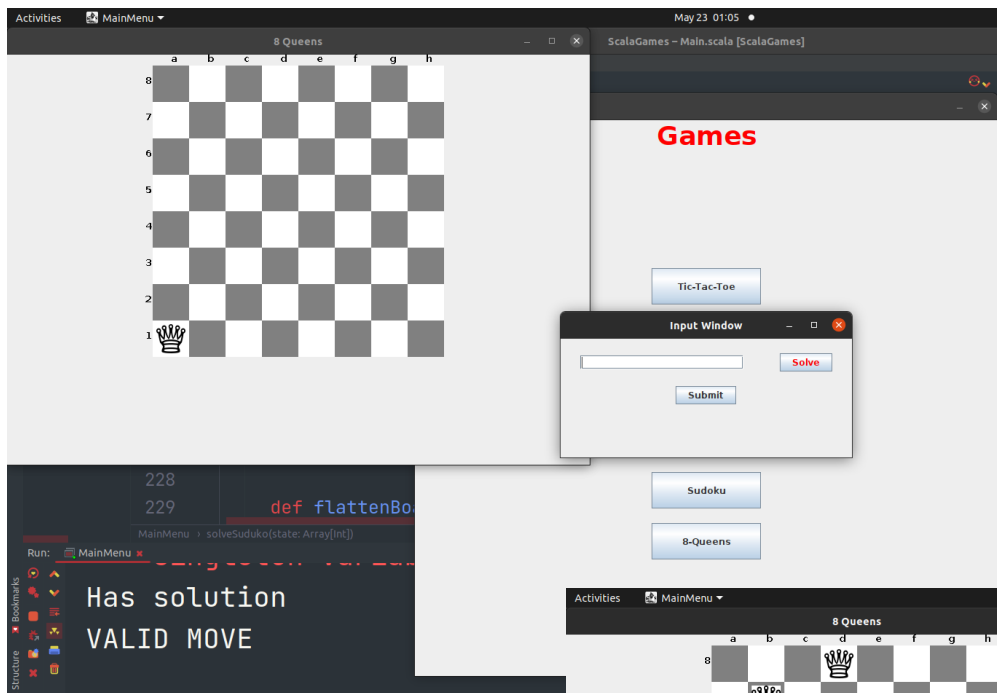 Activities MainMenu May 23 01:05
8 Queens
ScalaGames – Main.scala [ScalaGames]
a b c d e f g h
8
7
6
5
4
3
2
1
Games
Tic-Tac-Toe
Input Window
Solve
Submit
Sudoku
8-Queens
228
229 def flattenBo
MainMenu › solveSuduko(state: Array[Int])
Run: MainMenu
Has solution
VALID MOVE
Bookmarks
Structure
Activities MainMenu
8 Queens
a b c d e f g h
8